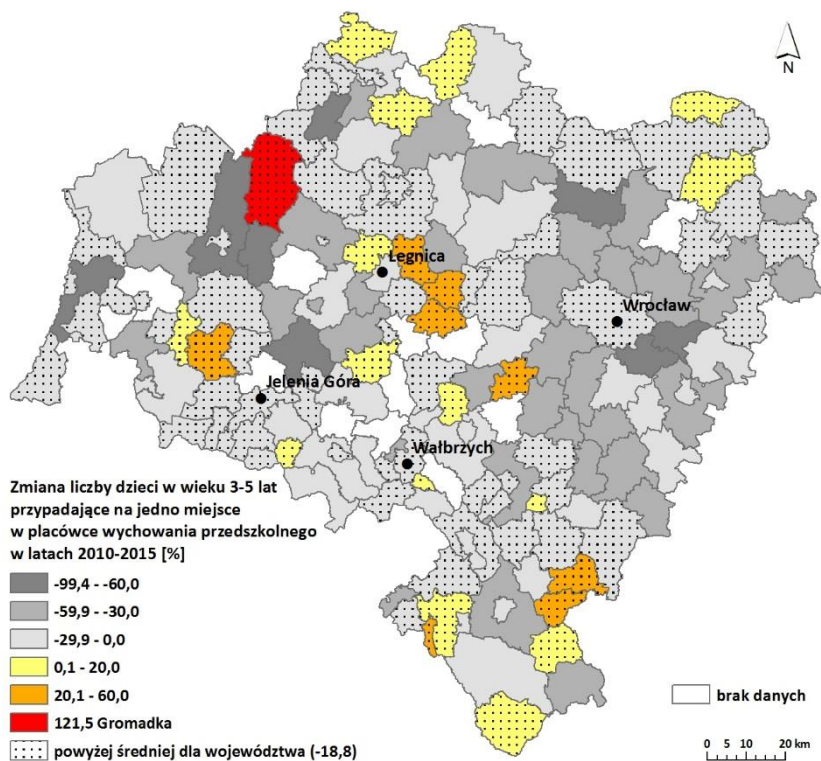 N
Legnica
Wrocław
Jelenia Góra
Wałbrzych
Zmiana liczby dzieci w wieku 3-5 lat
przypadające na jedno miejsce
w placówce wychowania przedszkolnego
w latach 2010-2015 [%]
-99,4 - -60,0
-59,9 - -30,0
-29,9 - 0,0
0,1 - 20,0
20,1 - 60,0
121,5 Gromadka
powyżej średniej dla województwa (-18,8)
brak danych
0 5 10 20 km